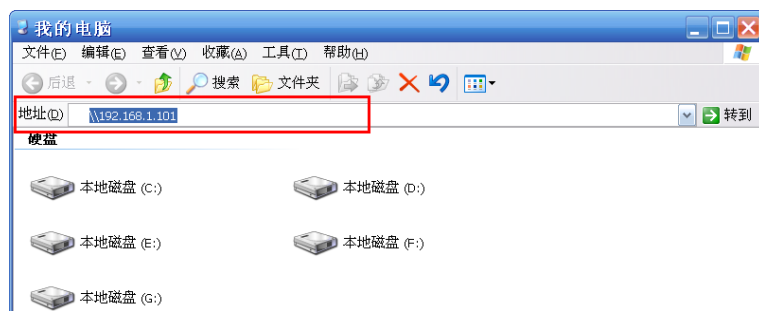 我的电脑
文件(F) 编辑(E) 查看(V) 收藏(A) 工具(T) 帮助(H)
后退 搜索 文件夹
地址(D) \\192.168.1.101 转到
硬盘
本地磁盘 (C:) 本地磁盘 (D:)
本地磁盘 (E:) 本地磁盘 (F:)
本地磁盘 (G:)